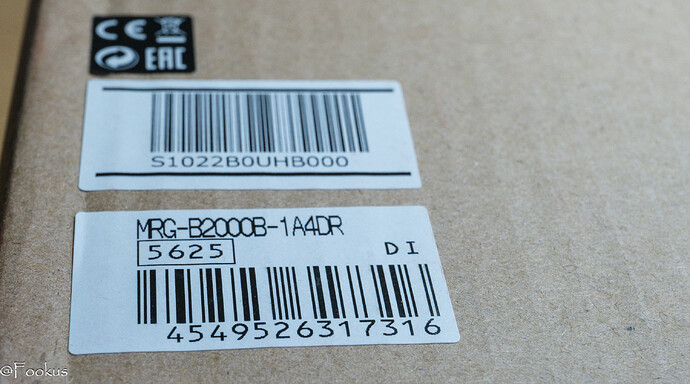 CE
EAC
S1022B0UHB000
MRG-B2000B-1A4DR
5625
DI
4549526317316
@Fookus